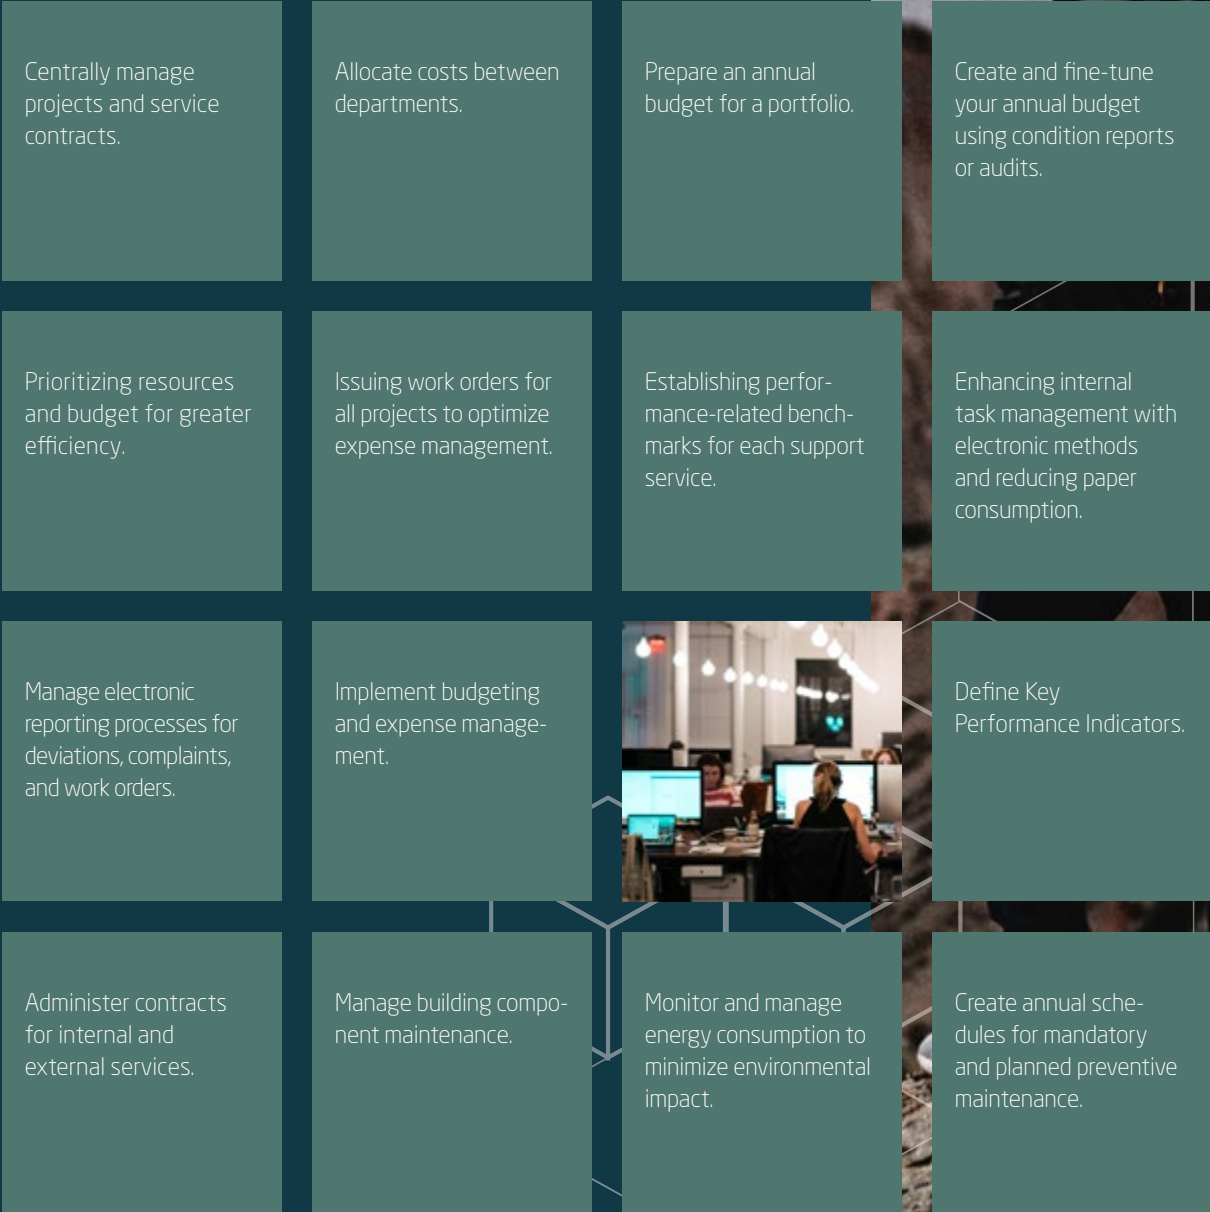 Centrally manage
projects and service
contracts.
Allocate costs between
departments.
Prepare an annual
budget for a portfolio.
Create and fine-tune
your annual budget
using condition reports
or audits.
Prioritizing resources
and budget for greater
efficiency.
Issuing work orders for
all projects to optimize
expense management.
Establishing perfor-
mance-related bench-
marks for each support
service.
Enhancing internal
task management with
electronic methods
and reducing paper
consumption.
Manage electronic
reporting processes for
deviations, complaints,
and work orders.
Implement budgeting
and expense manage-
ment.
Define Key
Performance Indicators.
Administer contracts
for internal and
external services.
Manage building compo-
nent maintenance.
Monitor and manage
energy consumption to
minimize environmental
impact.
Create annual sche-
dules for mandatory
and planned preventive
maintenance.